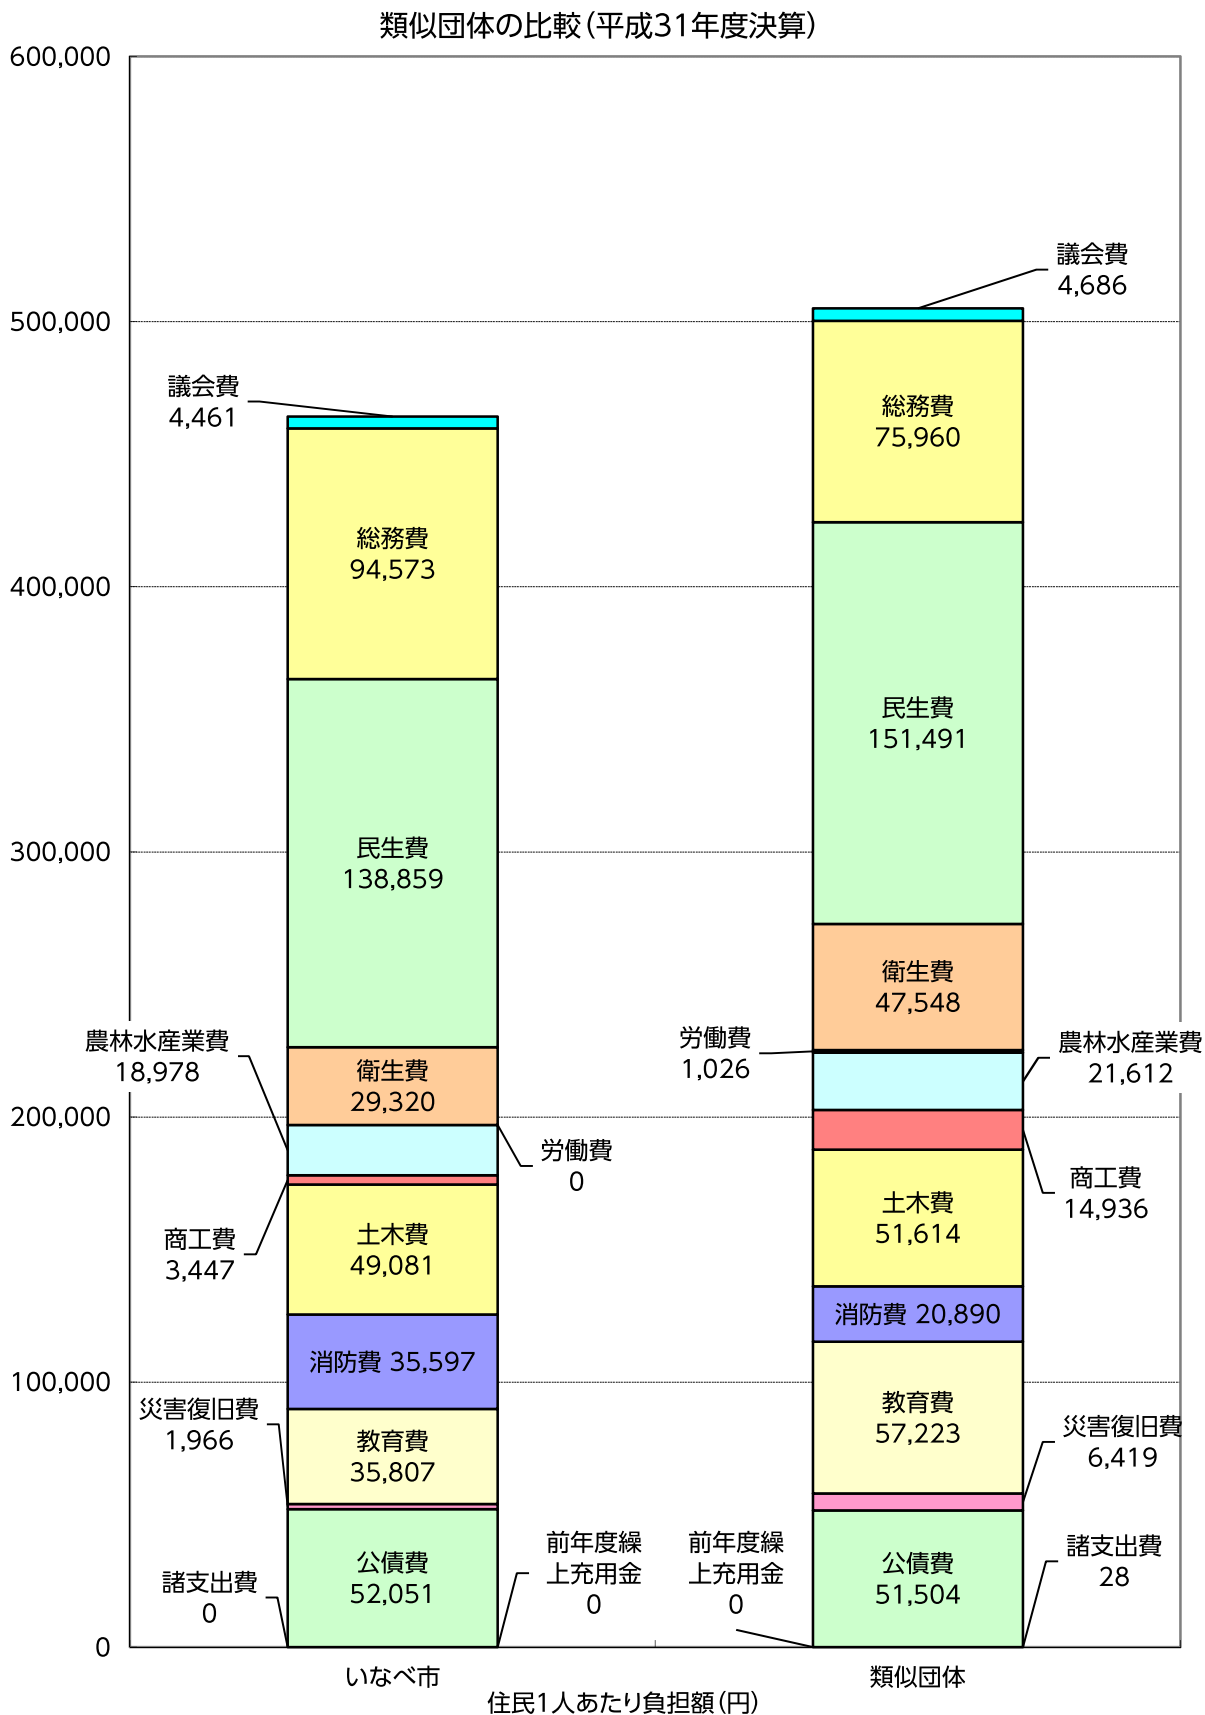 類似団体の比較（平成31年度決算）
600,000
500,000
400,000
300,000
200,000
100,000
0
議会費
4,461
総務費
94,573
民生費
138,859
農林水産業費
18,978
衛生費
29,320
労働費
0
商工費
3,447
土木費
49,081
消防費 35,597
災害復旧費
1,966
教育費
35,807
公債費
52,051
諸支出費
0
前年度繰
上充用金
0
議会費
4,686
総務費
75,960
民生費
151,491
衛生費
47,548
労働費
1,026
農林水産業費
21,612
商工費
14,936
土木費
51,614
消防費 20,890
教育費
57,223
災害復旧費
6,419
前年度繰
上充用金
0
公債費
51,504
諸支出費
28
いなべ市
類似団体
住民1人あたり負担額（円）